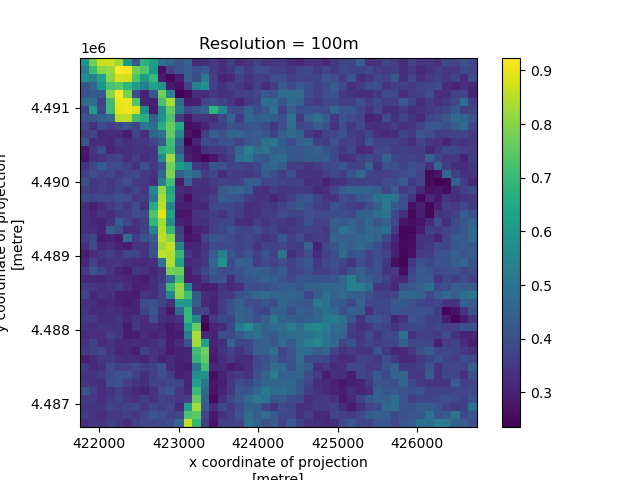 Resolution = 100m
1e6
4.491
4.490
4.489
4.488
4.487
y coordinate of projection
[metre]
422000 423000 424000 425000 426000
x coordinate of projection
[metre]
0.9
0.8
0.7
0.6
0.5
0.4
0.3